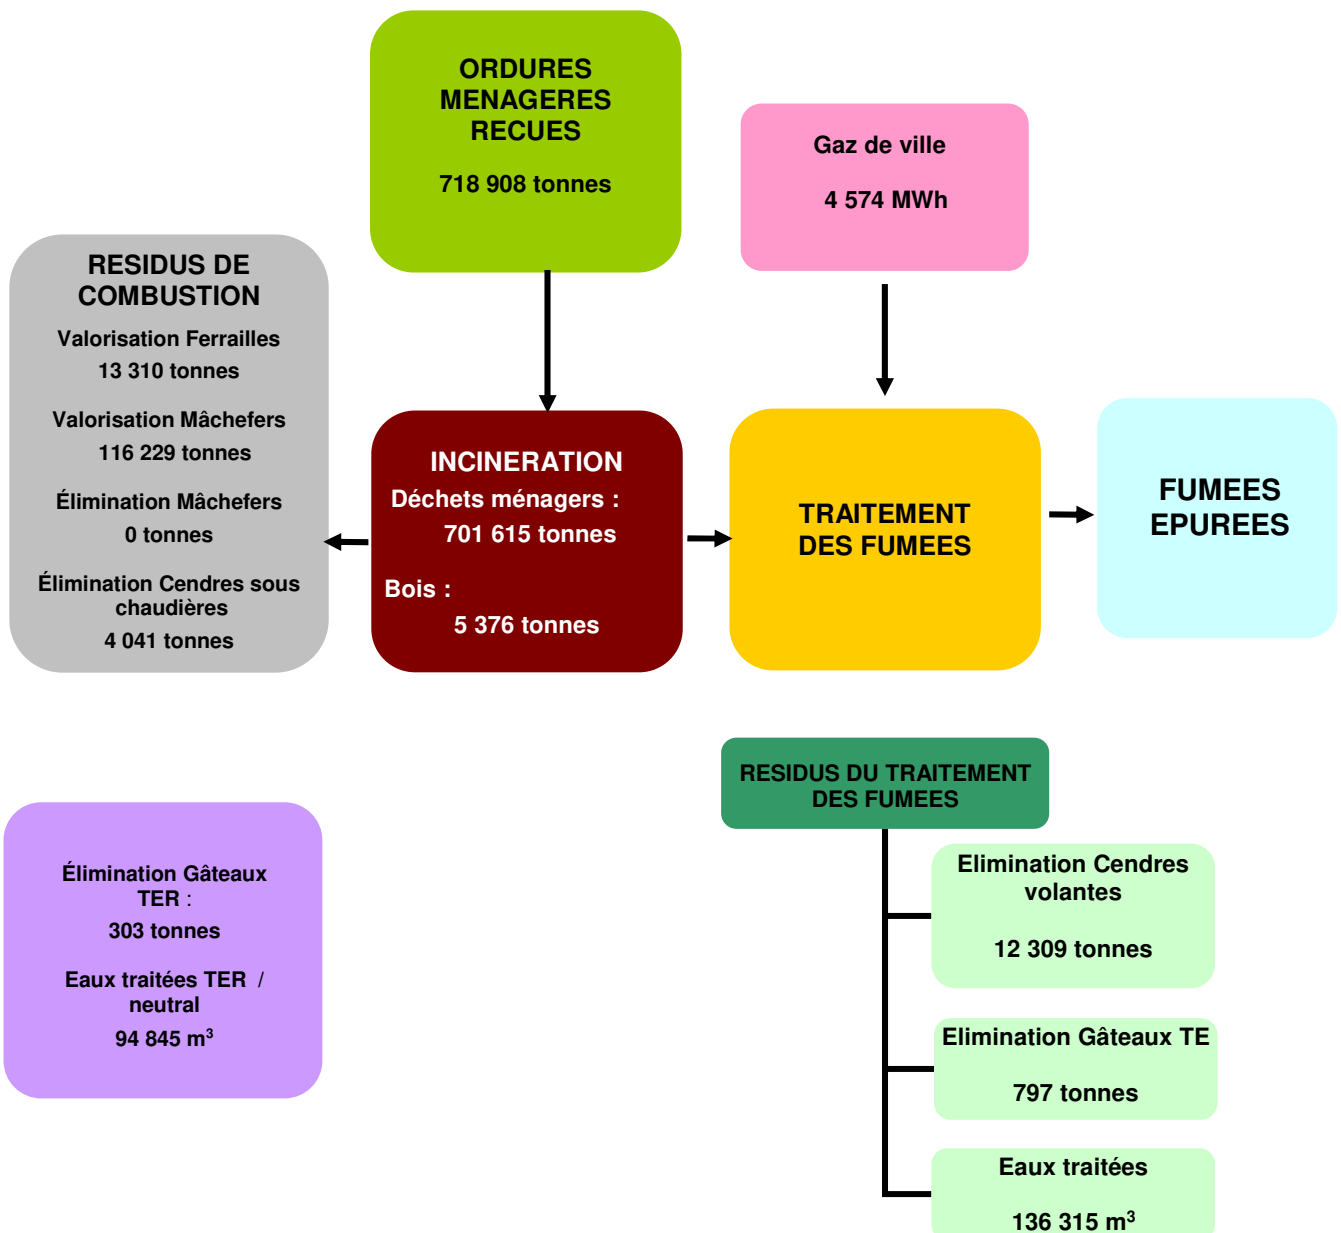 ORDURES
MENAGERES
RECUES
718 908 tonnes
Gaz de ville
4 574 MWh
RESIDUS DE
COMBUSTION
Valorisation Ferrailles
13 310 tonnes
Valorisation Mâchefers
116 229 tonnes
Élimination Mâchefers
0 tonnes
Élimination Cendres sous
chaudières
4 041 tonnes
INCINERATION
Déchets ménagers :
701 615 tonnes
Bois :
5 376 tonnes
TRAITEMENT
DES FUMEES
FUMEES
EPUREES
RESIDUS DU TRAITEMENT
DES FUMEES
Élimination Gâteaux
TER :
303 tonnes
Eaux traitées TER /
neutral
94 845 m³
Elimination Cendres
volantes
12 309 tonnes
Elimination Gâteaux TE
797 tonnes
Eaux traitées
136 315 m³